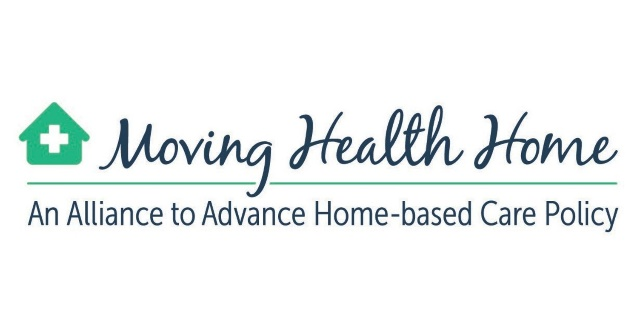 Moving Health Home
An Alliance to Advance Home-based Care Policy